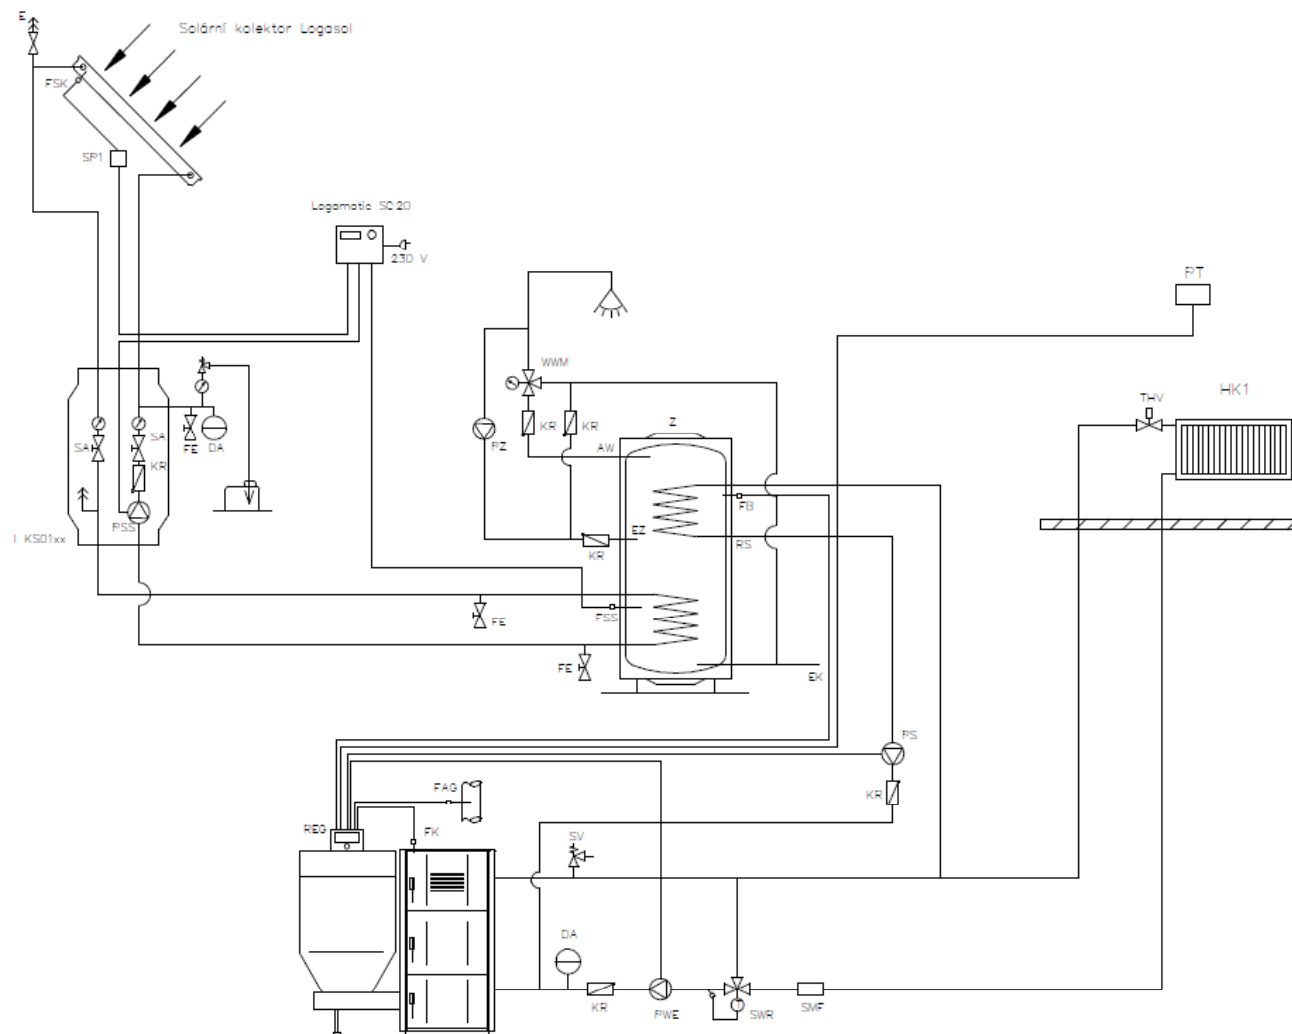 E
Solární kolektor Logasol
FSK
SP1
Logamatic SC 20
230 V
PT
WWM
HK1
THV
SA
SA
FE
DA
KR
PZ
KR
KR
AW
Z
FB
EZ
KR
RS
PSS
KS01xx
FSS
FE
FE
EK
PS
KR
FAG
REG
FK
SV
DA
KR
PWE
SWR
SMF
T